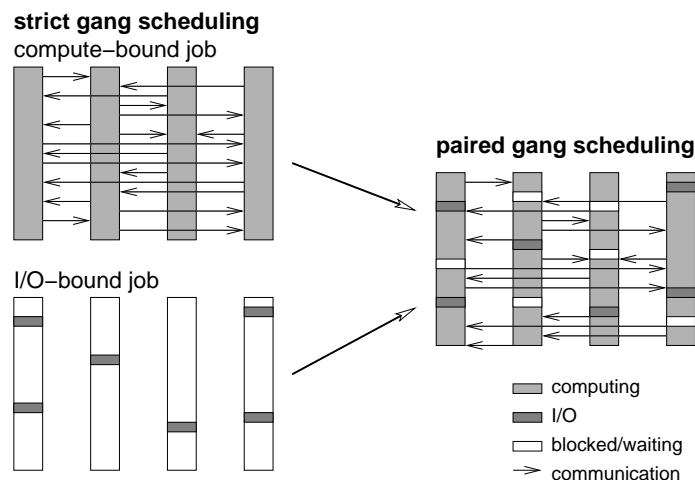 strict gang scheduling
compute−bound job
paired gang scheduling
I/O−bound job
computing
I/O
blocked/waiting
communication